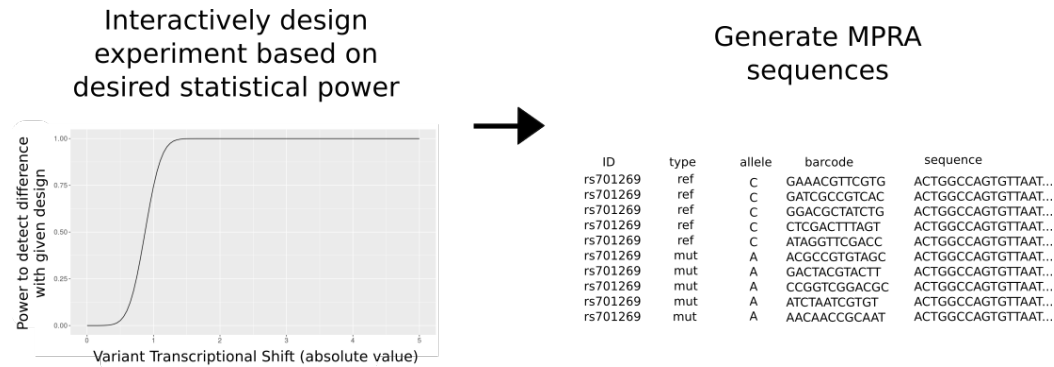 Interactively design
experiment based on
desired statistical power
Power to detect difference
with given design
1.00
0.75
0.50
0.25
0.00
0 1 2 3 4 5
Variant Transcriptional Shift (absolute value)
Generate MPRA
sequences
ID type allele barcode sequence
rs701269 ref C GAAACGTTCGTG ACTGGCCAGTGTTAAT...
rs701269 ref C GATCGCCGTCAC ACTGGCCAGTGTTAAT...
rs701269 ref C GGACGCTATCTG ACTGGCCAGTGTTAAT...
rs701269 ref C CTCGACTTTAGT ACTGGCCAGTGTTAAT...
rs701269 ref C ATAGGTTCGACC ACTGGCCAGTGTTAAT...
rs701269 mut A ACGCCGTGTAGC ACTGGCCAGTGTTAAT...
rs701269 mut A GACTACGTACTT ACTGGCCAGTGTTAAT...
rs701269 mut A CCGGTCGGACGC ACTGGCCAGTGTTAAT...
rs701269 mut A ATCTAATCGTGT ACTGGCCAGTGTTAAT...
rs701269 mut A AACAACCGCAAT ACTGGCCAGTGTTAAT...